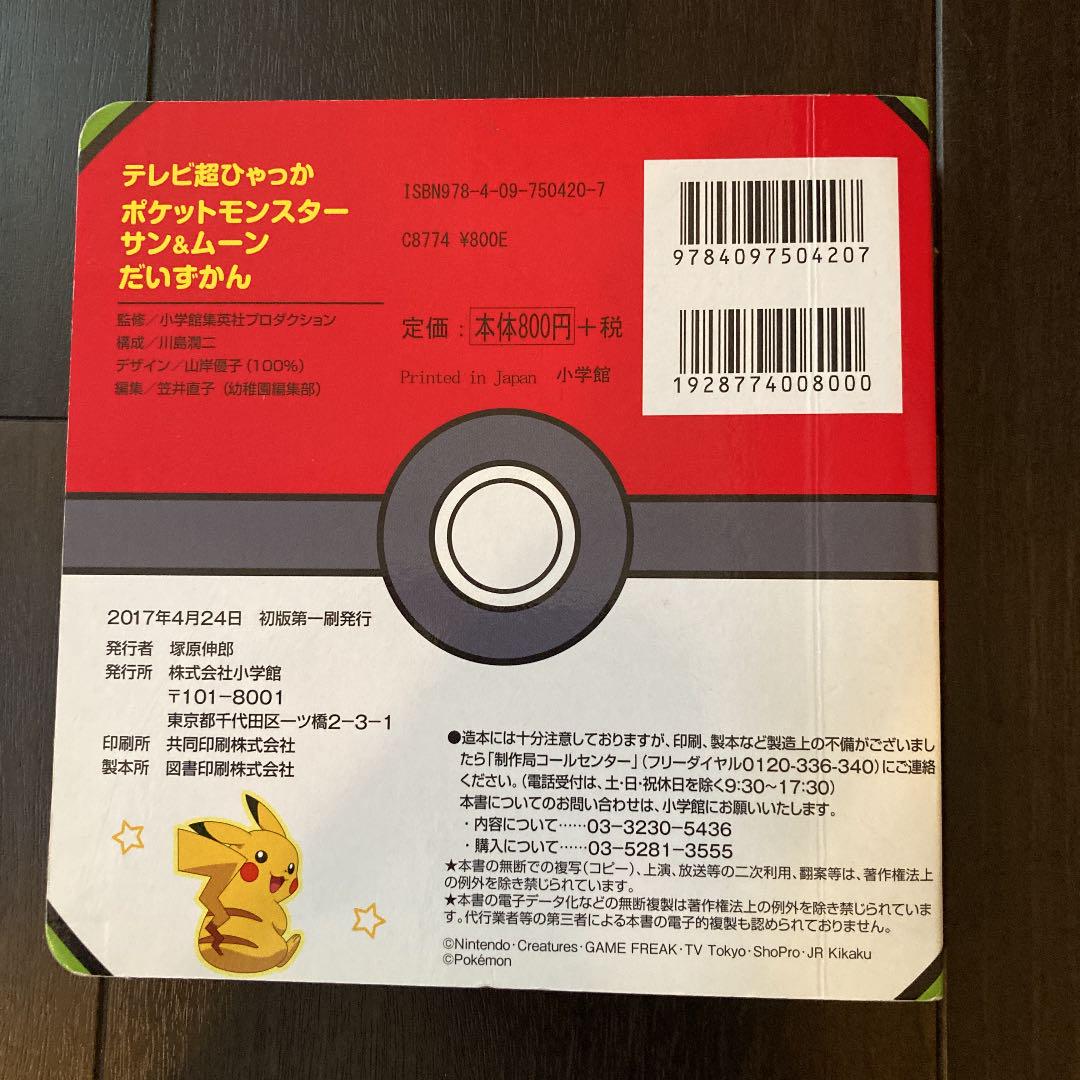 テレビ超ひゃっか
ポケットモンスター
サン&ムーン
だいずかん
監修／小学館集英社プロダクション
構成／川島潤二
デザイン／山岸優子（100%）
編集／笠井直子（幼稚園編集部）
ISBN978-4-09-750420-7
C8774 ¥800E
定価：本体800円＋税
Printed in Japan 小学館
9784097504207
1928774008000
2017年4月24日 初版第一刷発行
発行者 塚原伸郎
発行所 株式会社小学館
〒101-8001
東京都千代田区一ツ橋2-3-1
印刷所 共同印刷株式会社
製本所 図書印刷株式会社
●造本には十分注意しておりますが、印刷、製本など製造上の不備がございまし
たら「制作局コールセンター」（フリーダイヤル0120-336-340）にご連絡
ください。（電話受付は、土・日・祝休日を除く9:30〜17:30）
本書についてのお問い合わせは、小学館にお願いいたします。
・内容について……03-3230-5436
・購入について……03-5281-3555
★本書の無断での複写（コピー）、上演、放送等の二次利用、翻案等は、著作権法上
の例外を除き禁じられています。
★本書の電子データ化などの無断複製は著作権法上の例外を除き禁じられていま
す。代行業者等の第三者による本書の電子的複製も認められておりません。
©Nintendo・Creatures・GAME FREAK・TV Tokyo・ShoPro・JR Kikaku
©Pokémon